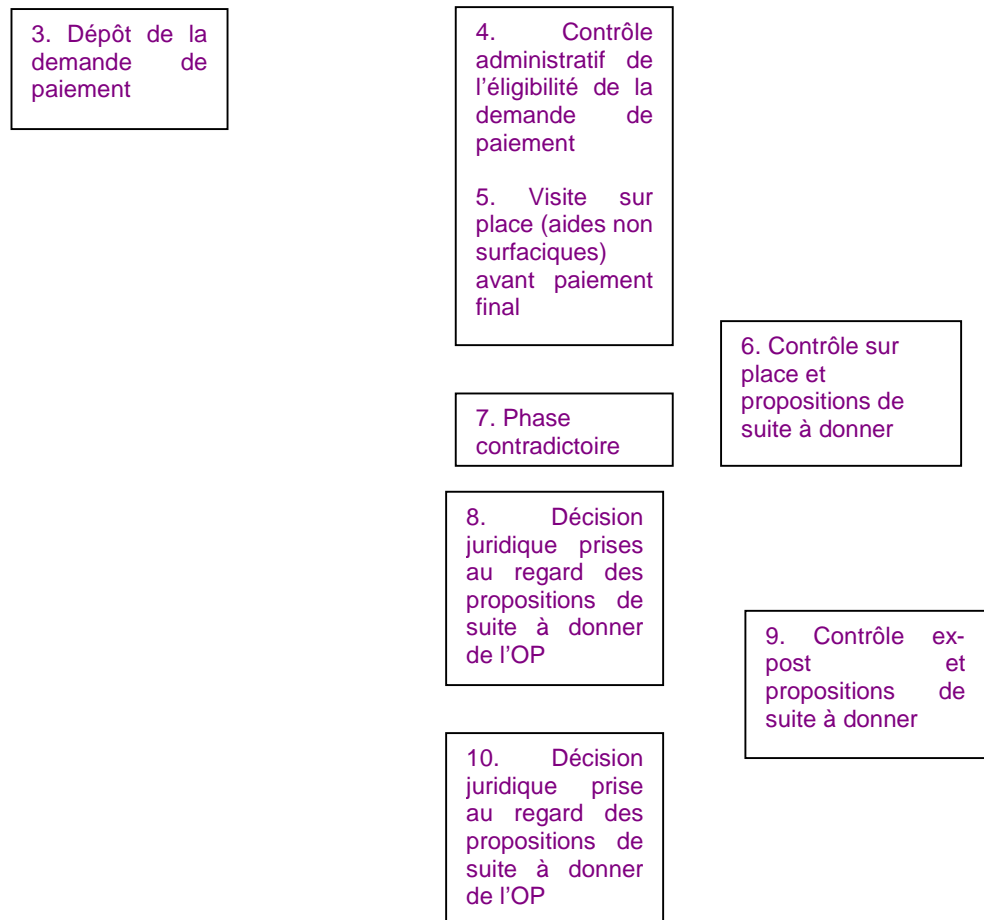 3. Dépôt de la
demande de
paiement
4. Contrôle
administratif de
l’éligibilité de la
demande de
paiement
5. Visite sur
place (aides non
surfaciques)
avant paiement
final
6. Contrôle sur
place et
propositions de
suite à donner
7. Phase
contradictoire
8. Décision
juridique prises
au regard des
propositions de
suite à donner
de l’OP
9. Contrôle ex-
post et
propositions de
suite à donner
10. Décision
juridique prise
au regard des
propositions de
suite à donner
de l’OP